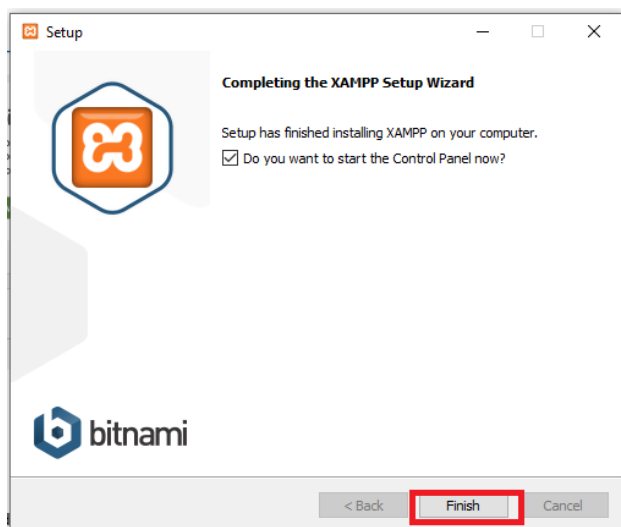 Setup
Completing the XAMPP Setup Wizard
Setup has finished installing XAMPP on your computer.
Do you want to start the Control Panel now?
bitnami
< Back Finish Cancel